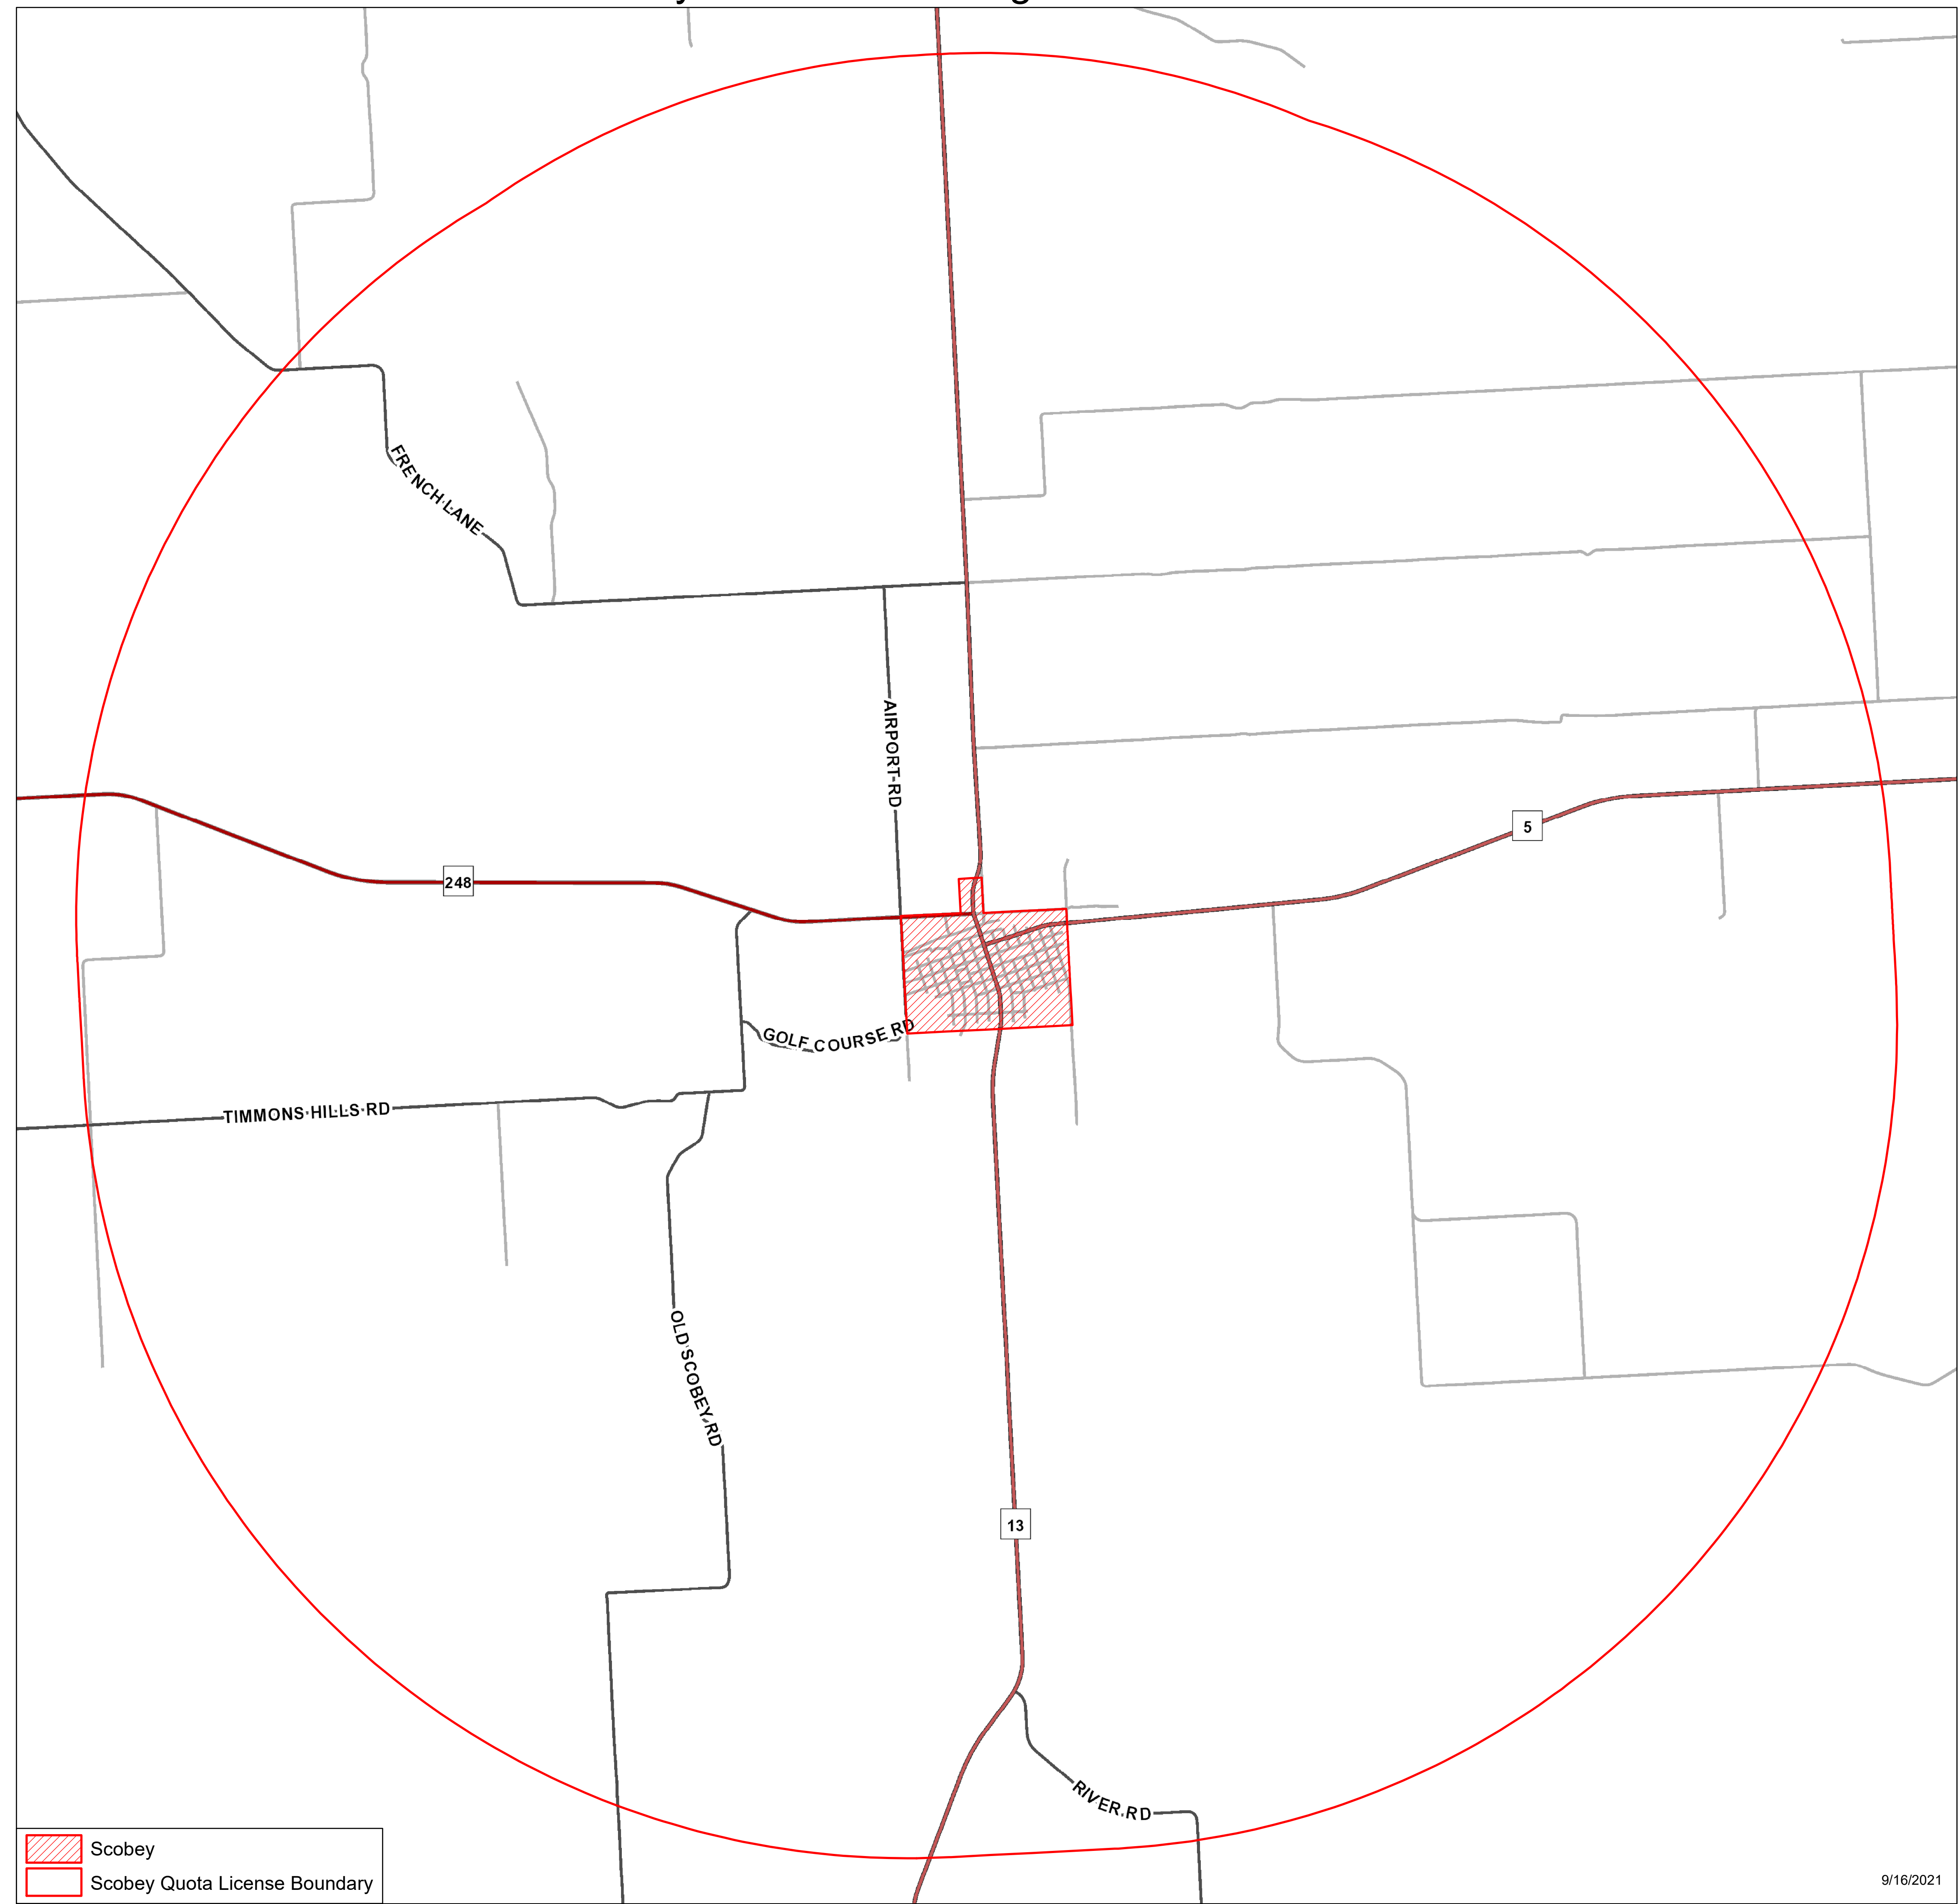 FRENCH LANE
AIRPORT RD
5
248
GOLF COURSE RD
TIMMONS HILLS RD
OLD SCOBEY RD
13
RIVER RD
Scobey
Scobey Quota License Boundary
9/16/2021